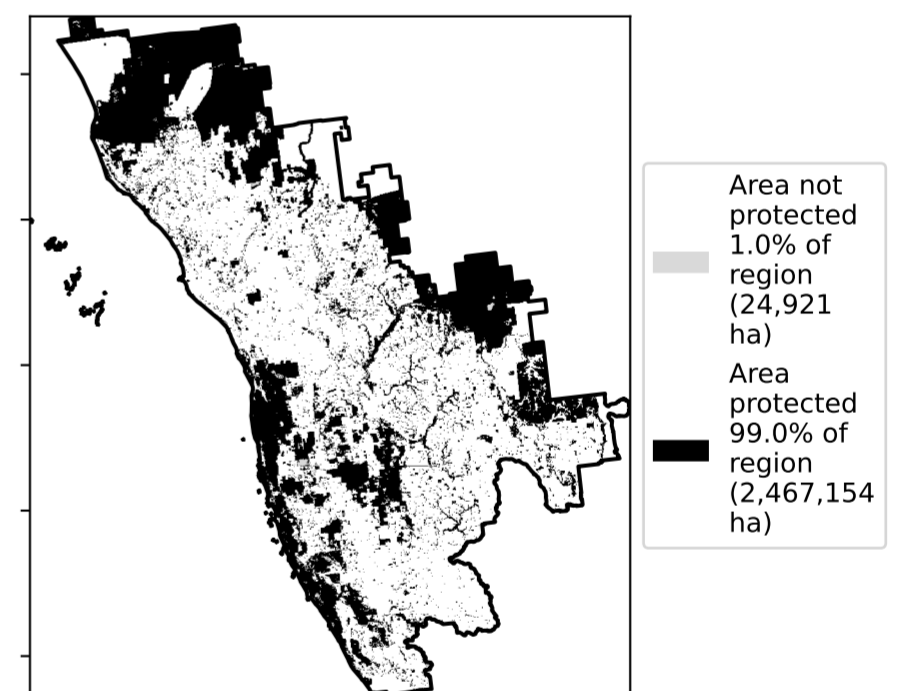 Area not
protected
1.0% of
region
(24,921
ha)
Area
protected
99.0% of
region
(2,467,154
ha)